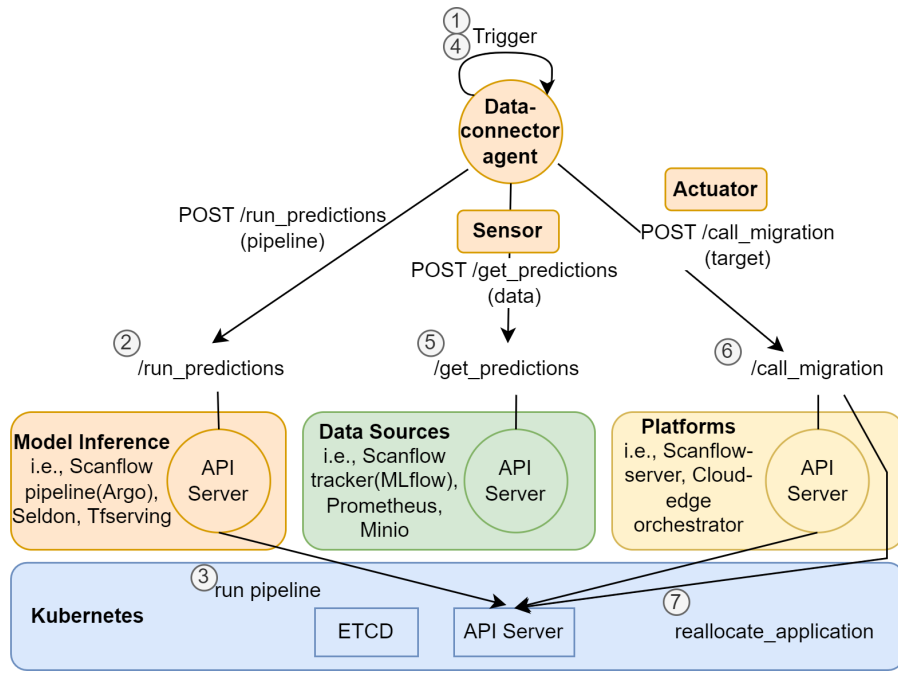 1
4
Trigger
Data-
connector
agent
Actuator
POST /run_predictions
(pipeline)
Sensor
POST /call_migration
(target)
POST /get_predictions
(data)
2
/run_predictions
5
/get_predictions
6
/call_migration
Model Inference
i.e., Scanflow
pipeline(Argo),
Seldon, Tfserving
API
Server
Data Sources
i.e., Scanflow
tracker(MLflow),
Prometheus,
Minio
API
Server
Platforms
i.e., Scanflow-
server, Cloud-
edge
orchestrator
API
Server
3
run pipeline
Kubernetes
ETCD
API Server
7
reallocate_application